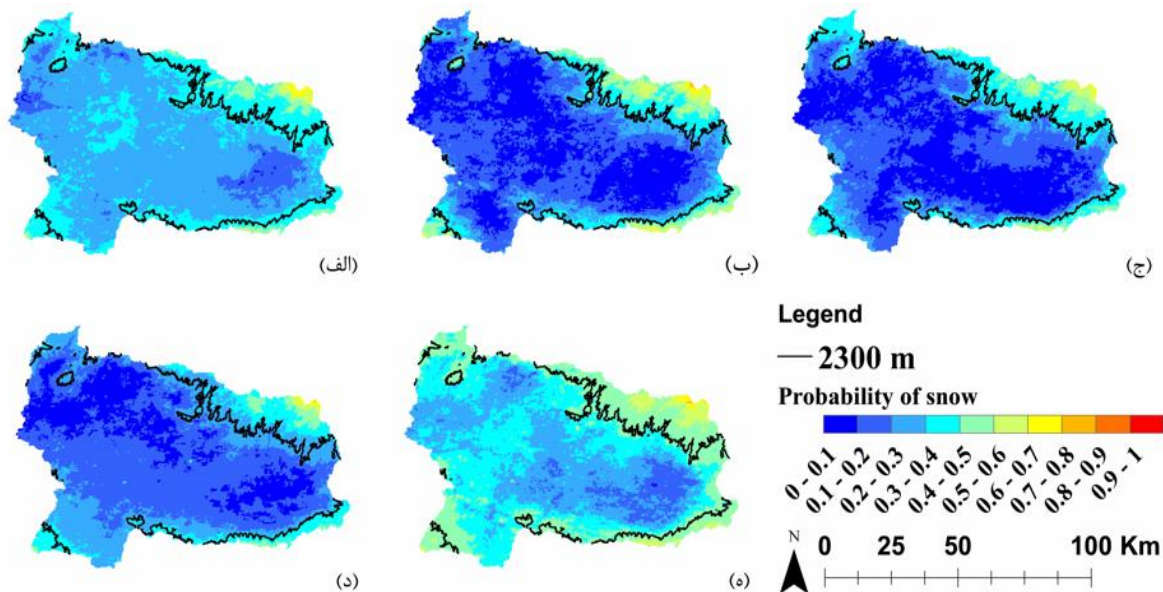 (الف)
(ب)
(ج)
(د)
(ه)
Legend
2300 m
Probability of snow
0 - 0.1
0.1 - 0.2
0.2 - 0.3
0.3 - 0.4
0.4 - 0.5
0.5 - 0.6
0.6 - 0.7
0.7 - 0.8
0.8 - 0.9
0.9 - 1
N
0 25 50 100 Km